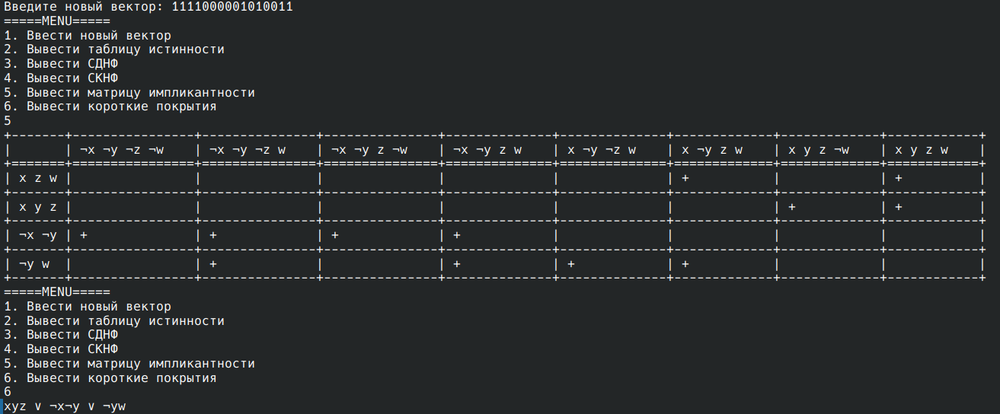 Введите новый вектор: 1111000001010011
=====MENU=====
1. Ввести новый вектор
2. Вывести таблицу истинности
3. Вывести СДНФ
4. Вывести СКНФ
5. Вывести матрицу импликантности
6. Вывести короткие покрытия
5
+-------+----------------+---------------+---------------+--------------+---------------+-------------+-------------+------------+
|       | ¬x ¬y ¬z ¬w    | ¬x ¬y ¬z w    | ¬x ¬y z ¬w    | ¬x ¬y z w    | x ¬y ¬z w     | x ¬y z w    | x y z ¬w    | x y z w    |
+=======+================+===============+===============+==============+===============+=============+=============+============+
| x z w |                |               |               |              |               | +           |             | +          |
+-------+----------------+---------------+---------------+--------------+---------------+-------------+-------------+------------+
| x y z |                |               |               |              |               |             | +           | +          |
+-------+----------------+---------------+---------------+--------------+---------------+-------------+-------------+------------+
| ¬x ¬y | +              | +             | +             | +            |               |             |             |            |
+-------+----------------+---------------+---------------+--------------+---------------+-------------+-------------+------------+
| ¬y w  |                | +             |               | +            | +             | +           |             |            |
+-------+----------------+---------------+---------------+--------------+---------------+-------------+-------------+------------+
=====MENU=====
1. Ввести новый вектор
2. Вывести таблицу истинности
3. Вывести СДНФ
4. Вывести СКНФ
5. Вывести матрицу импликантности
6. Вывести короткие покрытия
6
xyz ∨ ¬x¬y ∨ ¬yw